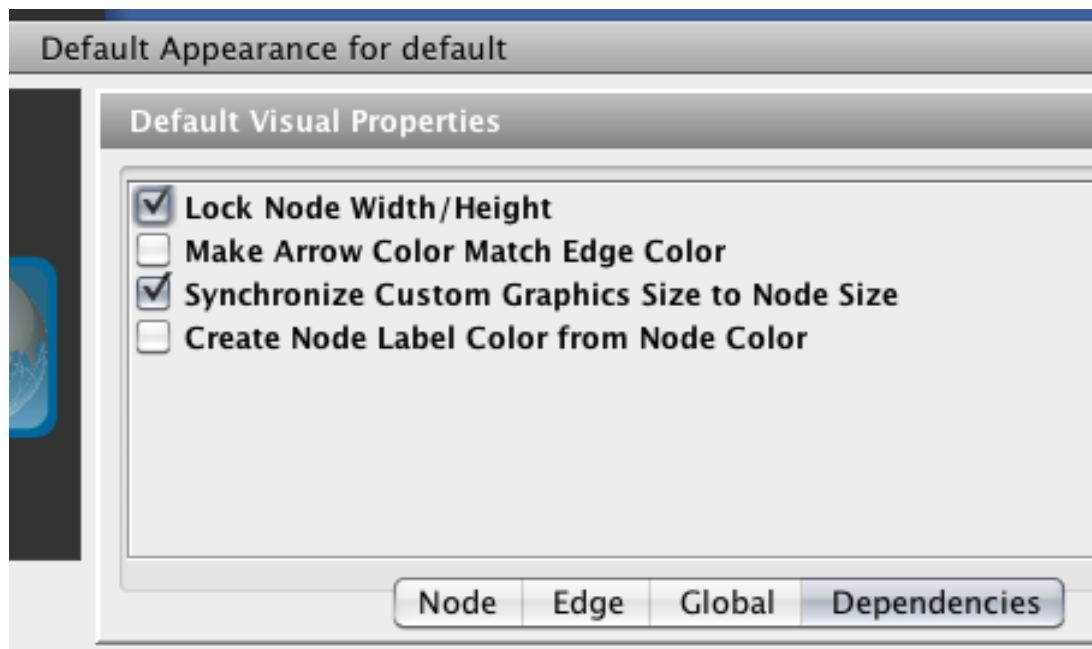 Default Appearance for default
Default Visual Properties
Lock Node Width/Height
Make Arrow Color Match Edge Color
Synchronize Custom Graphics Size to Node Size
Create Node Label Color from Node Color
Node Edge Global Dependencies